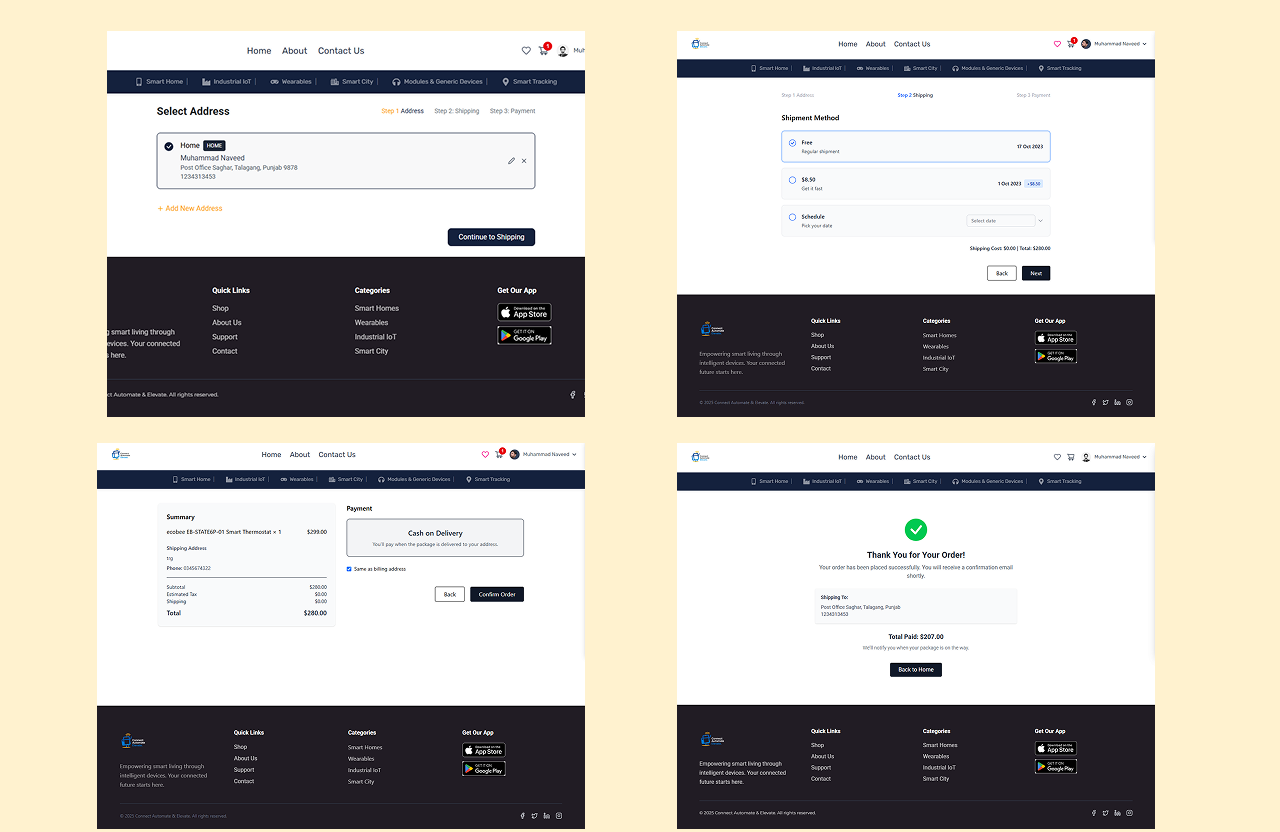 Home About Contact Us
1
Muh
Smart Home | Industrial IoT | Wearables | Smart City | Modules & Generic Devices | Smart Tracking
Select Address
Step 1 Address Step 2: Shipping Step 3: Payment
Home HOME
Muhammad Naveed
Post Office Saghar, Talagang, Punjab 9878
1234313453
+ Add New Address
Continue to Shipping
Quick Links
Categories
Get Our App
Shop
Smart Homes
Download on the
App Store
About Us
Wearables
g smart living through
Support
Industrial IoT
GET IT ON
Google Play
evices. Your connected
s here.
Contact
Smart City
ct Automate & Elevate. All rights reserved.
Home About Contact Us
1
Muhammad Naveed
Smart Home | Industrial IoT | Wearables | Smart City | Modules & Generic Devices | Smart Tracking
Step 1 Address
Step 2 Shipping
Step 3 Payment
Shipment Method
Free
Regular shipment
17 Oct 2023
$8.50
Get it fast
1 Oct 2023 +$8.50
Schedule
Pick your date
Select date
Shipping Cost: $0.00 | Total: $280.00
Back
Next
Connect
Automate
Quick Links
Categories
Get Our App
Shop
Smart Homes
Download on the
App Store
About Us
Wearables
Empowering smart living through
Support
Industrial IoT
GET IT ON
Google Play
intelligent devices. Your connected
future starts here.
Contact
Smart City
© 2025 Connect Automate & Elevate. All rights reserved.
Home About Contact Us
1
Muhammad Naveed
Smart Home | Industrial IoT | Wearables | Smart City | Modules & Generic Devices | Smart Tracking
Summary
ecobee EB-STATE6P-01 Smart Thermostat × 1 $299.00
Shipping Address
Phone: 0345674322
Subtotal $280.00
Estimated Tax $0.00
Shipping $0.00
Total $280.00
Payment
Cash on Delivery
You'll pay when the package is delivered to your address.
Same as billing address
Back
Confirm Order
Connect
Automate
Quick Links
Categories
Get Our App
Shop
Smart Homes
Download on the
App Store
About Us
Wearables
Empowering smart living through
Support
Industrial IoT
GET IT ON
Google Play
intelligent devices. Your connected
future starts here.
Contact
Smart City
© 2025 Connect Automate & Elevate. All rights reserved.
Home About Contact Us
Muhammad Naveed
Smart Home | Industrial IoT | Wearables | Smart City | Modules & Generic Devices | Smart Tracking
Thank You for Your Order!
Your order has been placed successfully. You will receive a confirmation email
shortly.
Shipping To:
Post Office Saghar, Talagang, Punjab
1234313453
Total Paid: $207.00
We'll notify you when your package is on the way.
Back to Home
Connect
Automate
Quick Links
Categories
Get Our App
Shop
Smart Homes
Download on the
App Store
About Us
Wearables
Empowering smart living through
Support
Industrial IoT
GET IT ON
Google Play
intelligent devices. Your connected
future starts here.
Contact
Smart City
© 2025 Connect Automate & Elevate. All rights reserved.